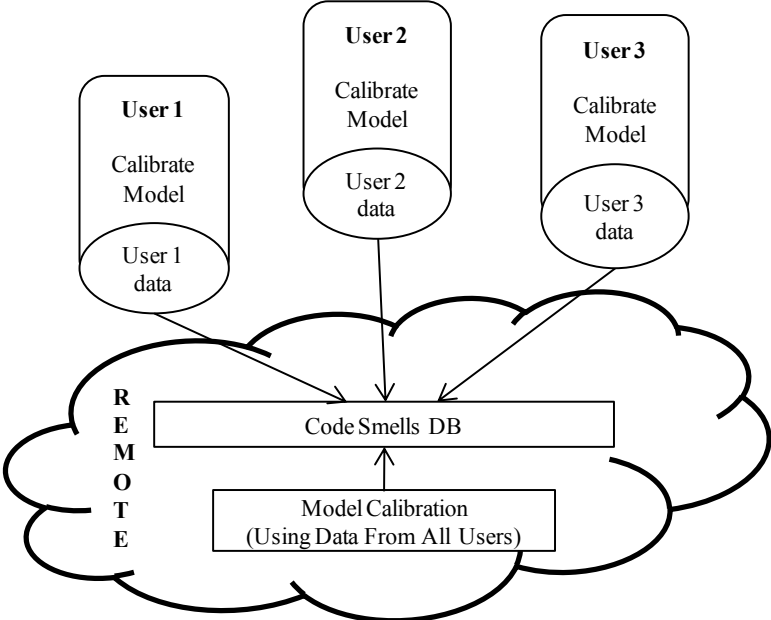 User 1
Calibrate
Model
User 1
data
User 2
Calibrate
Model
User 2
data
User 3
Calibrate
Model
User 3
data
REMOTE
Code Smells DB
Model Calibration
(Using Data From All Users)